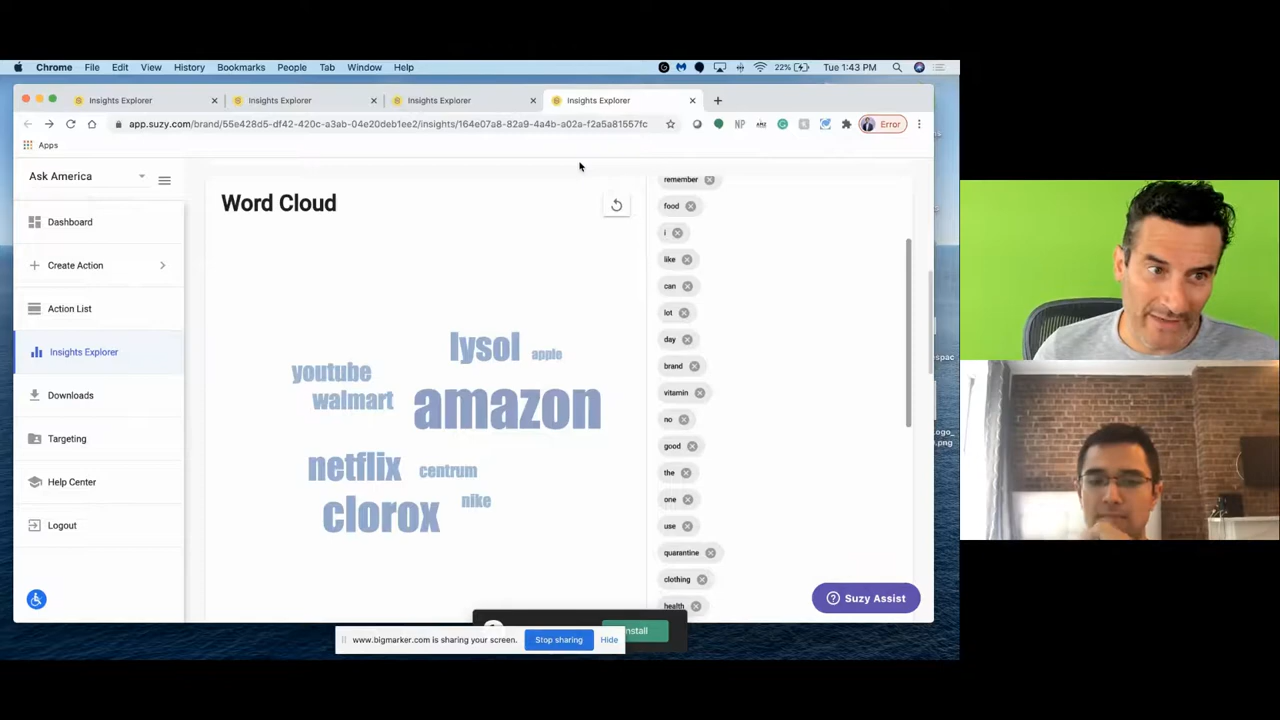 Chrome File Edit View History Bookmarks People Tab Window Help
22% Tue 1:43 PM
Insights Explorer Insights Explorer Insights Explorer Insights Explorer
app.suzy.com/brand/55e428d5-df42-420c-a3ab-04e20deb1ee2/insights/164e07a8-82a9-4a4b-a02a-f2a5a81557fc
NP Error
Apps
Ask America
Dashboard
Create Action
Action List
Insights Explorer
Downloads
Targeting
Help Center
Logout
Word Cloud
lysol
apple
youtube
walmart
amazon
netflix
centrum
nike
clorox
remember
food
i
like
can
lot
day
brand
vitamin
no
good
the
one
use
quarantine
clothing
health
Suzy Assist
www.bigmarker.com is sharing your screen. Stop sharing Hide